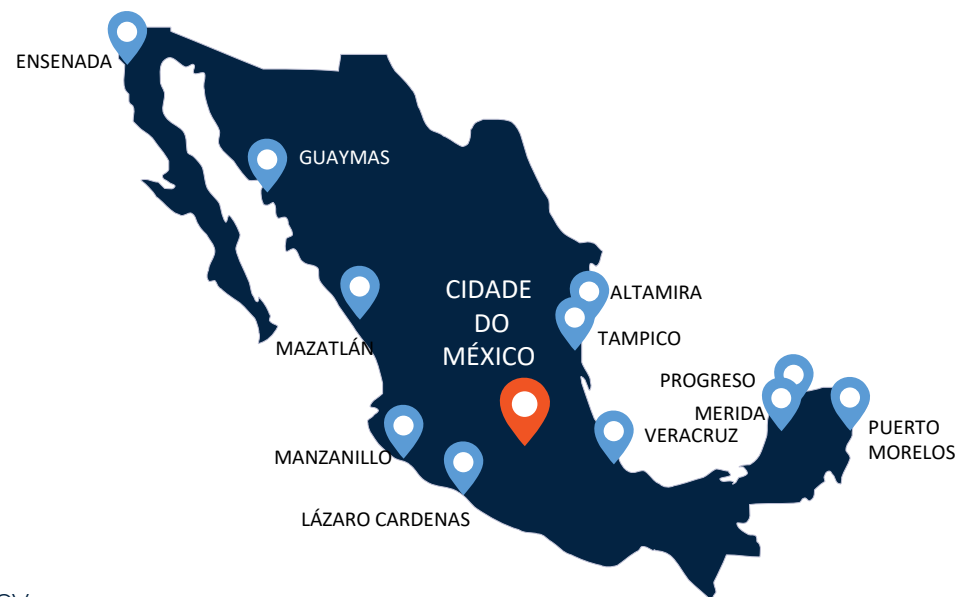 ENSENADA
GUAYMAS
CIDADE
DO
MÉXICO
ALTAMIRA
TAMPICO
MAZATLÁN
PROGRESO
MERIDA
VERACRUZ
PUERTO
MORELOS
MANZANILLO
LÁZARO CARDENAS